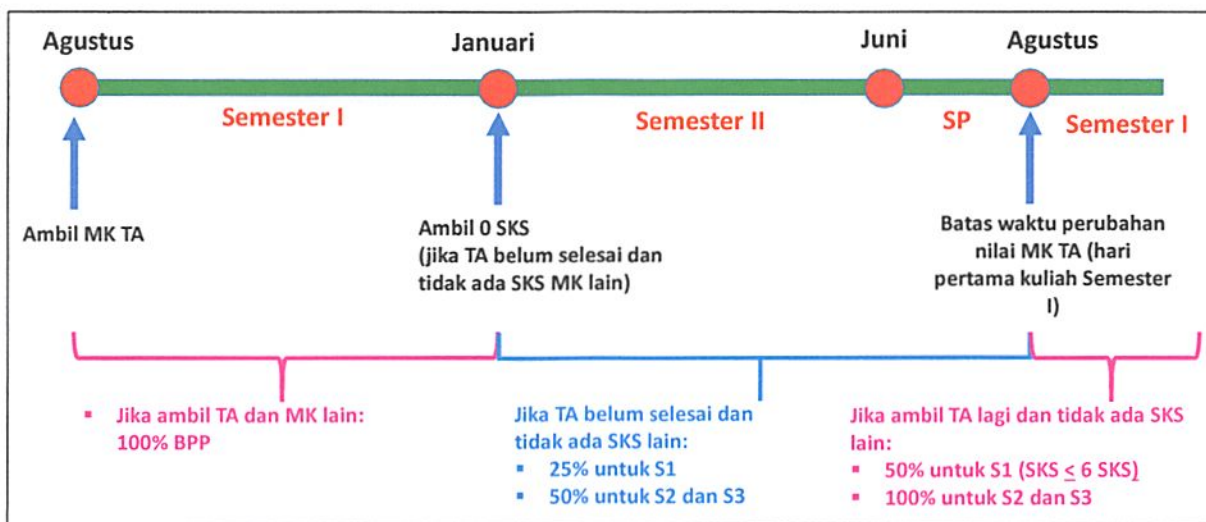 Agustus
Januari
Juni
Agustus
Semester I
Semester II
SP
Semester I
Ambil MK TA
Ambil 0 SKS
(jika TA belum selesai dan
tidak ada SKS MK lain)
Batas waktu perubahan
nilai MK TA (hari
pertama kuliah Semester
I)
▪ Jika ambil TA dan MK lain:
100% BPP
Jika TA belum selesai dan
tidak ada SKS lain:
▪ 25% untuk S1
▪ 50% untuk S2 dan S3
Jika ambil TA lagi dan tidak ada SKS
lain:
▪ 50% untuk S1 (SKS ≤ 6 SKS)
▪ 100% untuk S2 dan S3